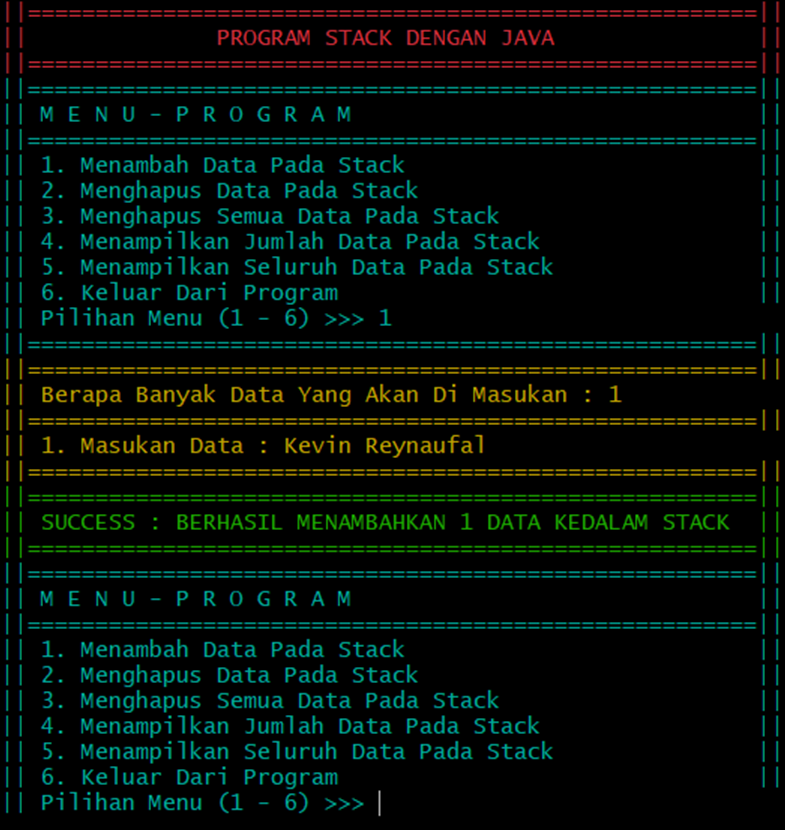 ||======================================================||
|| PROGRAM STACK DENGAN JAVA ||
||======================================================||
||======================================================||
|| M E N U - P R O G R A M ||
||======================================================||
|| 1. Menambah Data Pada Stack ||
|| 2. Menghapus Data Pada Stack ||
|| 3. Menghapus Semua Data Pada Stack ||
|| 4. Menampilkan Jumlah Data Pada Stack ||
|| 5. Menampilkan Seluruh Data Pada Stack ||
|| 6. Keluar Dari Program ||
|| Pilihan Menu (1 - 6) >>> 1
||======================================================||
||======================================================||
|| Berapa Banyak Data Yang Akan Di Masukan : 1
||======================================================||
|| 1. Masukan Data : Kevin Reynaufal
||======================================================||
||======================================================||
|| SUCCESS : BERHASIL MENAMBAHKAN 1 DATA KEDALAM STACK ||
||======================================================||
||======================================================||
|| M E N U - P R O G R A M ||
||======================================================||
|| 1. Menambah Data Pada Stack ||
|| 2. Menghapus Data Pada Stack ||
|| 3. Menghapus Semua Data Pada Stack ||
|| 4. Menampilkan Jumlah Data Pada Stack ||
|| 5. Menampilkan Seluruh Data Pada Stack ||
|| 6. Keluar Dari Program ||
|| Pilihan Menu (1 - 6) >>>